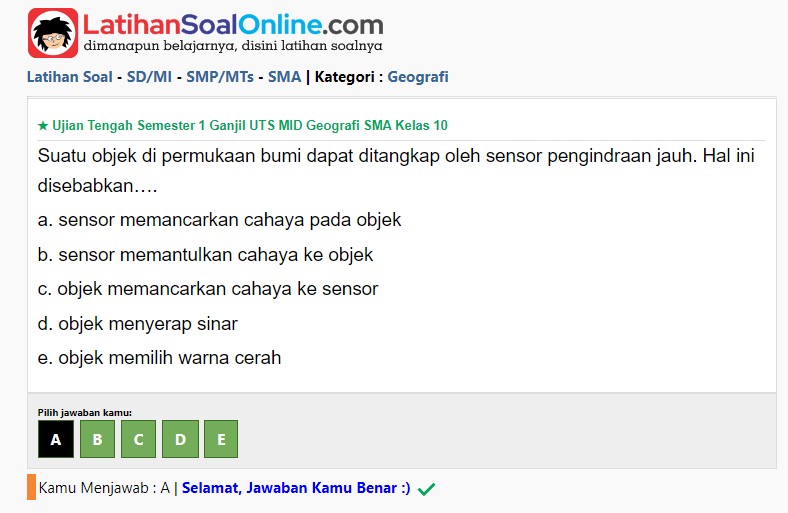 LatihanSoalOnline.com
dimanapun belajarnya, disini latihan soalnya
Latihan Soal - SD/MI - SMP/MTs - SMA | Kategori : Geografi
★ Ujian Tengah Semester 1 Ganjil UTS MID Geografi SMA Kelas 10
Suatu objek di permukaan bumi dapat ditangkap oleh sensor pengindraan jauh. Hal ini
disebabkan….
a. sensor memancarkan cahaya pada objek
b. sensor memantulkan cahaya ke objek
c. objek memancarkan cahaya ke sensor
d. objek menyerap sinar
e. objek memilih warna cerah
Pilih jawaban kamu:
A B C D E
Kamu Menjawab : A | Selamat, Jawaban Kamu Benar :)